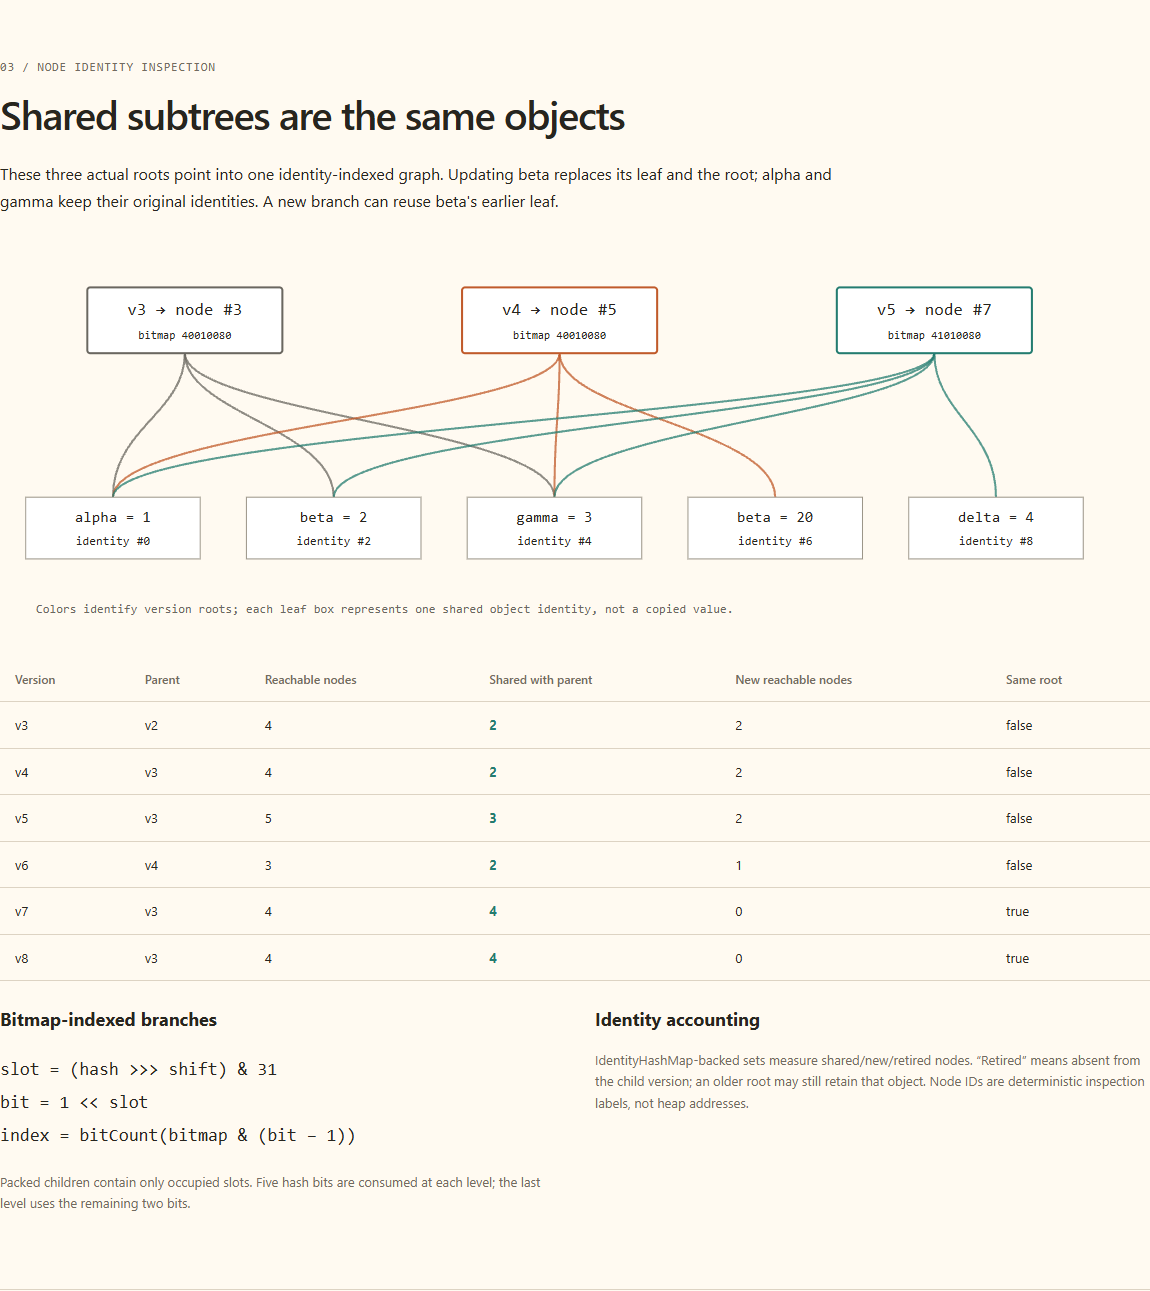 03 / NODE IDENTITY INSPECTION
Shared subtrees are the same objects
These three actual roots point into one identity-indexed graph. Updating beta replaces its leaf and the root; alpha and
gamma keep their original identities. A new branch can reuse beta's earlier leaf.
v3 → node #3
bitmap 40010080
v4 → node #5
bitmap 40010080
v5 → node #7
bitmap 41010080
alpha = 1
identity #0
beta = 2
identity #2
gamma = 3
identity #4
beta = 20
identity #6
delta = 4
identity #8
Colors identify version roots; each leaf box represents one shared object identity, not a copied value.
Version Parent Reachable nodes Shared with parent New reachable nodes Same root
v3 v2 4 2 2 false
v4 v3 4 2 2 false
v5 v3 5 3 2 false
v6 v4 3 2 1 false
v7 v3 4 4 0 true
v8 v3 4 4 0 true
Bitmap-indexed branches
slot = (hash >>> shift) & 31
bit = 1 << slot
index = bitCount(bitmap & (bit − 1))
Packed children contain only occupied slots. Five hash bits are consumed at each level; the last
level uses the remaining two bits.
Identity accounting
IdentityHashMap-backed sets measure shared/new/retired nodes. “Retired” means absent from
the child version; an older root may still retain that object. Node IDs are deterministic inspection
labels, not heap addresses.